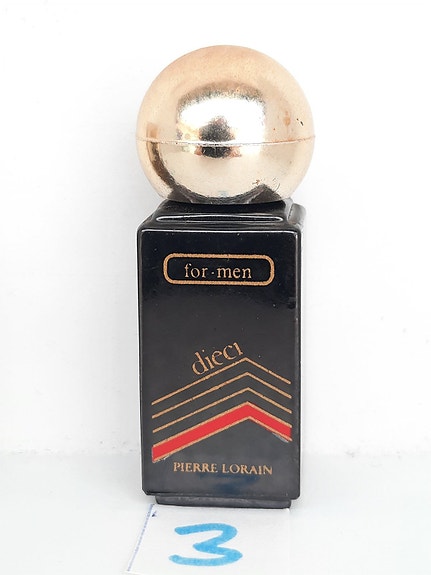 for·men
dieci
PIERRE LORAIN
3